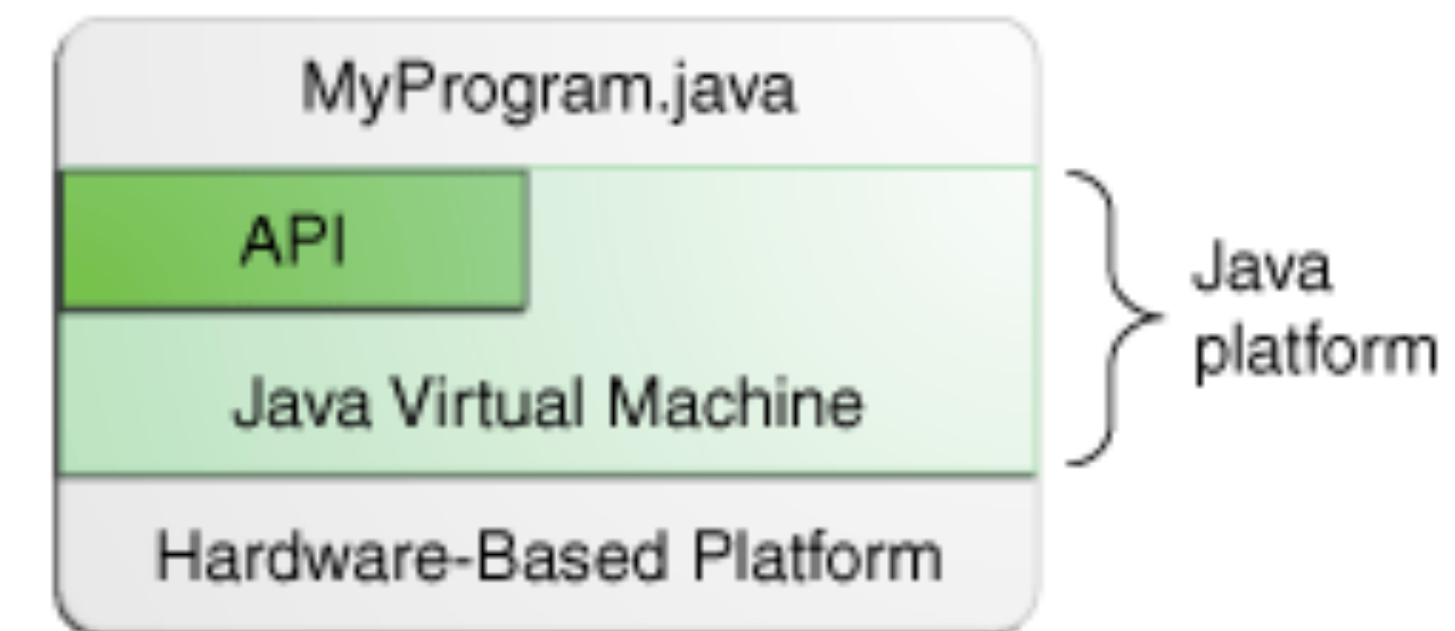 MyProgram.java
API
Java
platform
Java Virtual Machine
Hardware-Based Platform